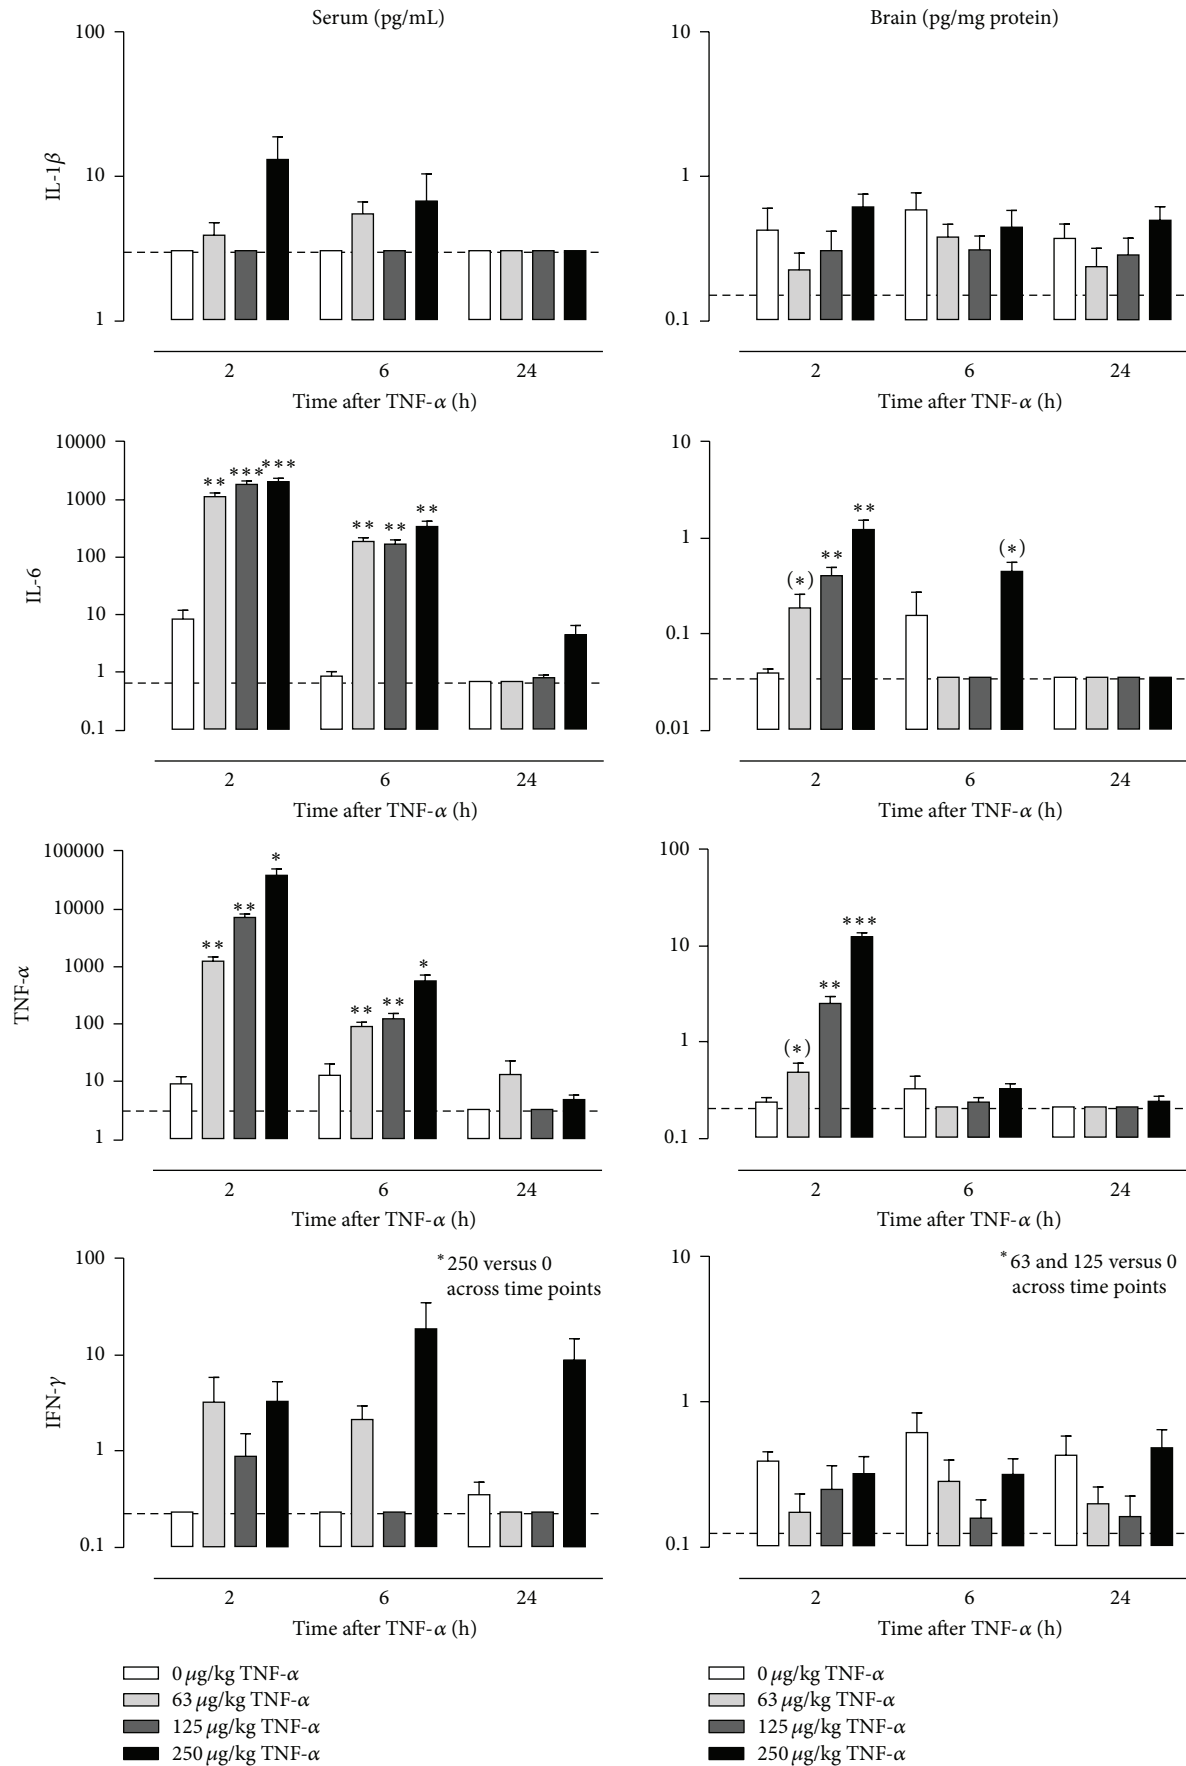 Serum (pg/mL)
IL-1β
100
10
1
2 6 24
Time after TNF-α (h)
Brain (pg/mg protein)
10
1
0.1
2 6 24
Time after TNF-α (h)
IL-6
10000
1000
100
10
1
0.1
** *** ***
** ** **
2 6 24
Time after TNF-α (h)
10
1
0.1
0.01
(*) ** **
(*)
2 6 24
Time after TNF-α (h)
TNF-α
100000
10000
1000
100
10
1
** ** *
** ** *
2 6 24
Time after TNF-α (h)
100
10
1
0.1
(*) ** ***
2 6 24
Time after TNF-α (h)
IFN-γ
100
10
1
0.1
* 250 versus 0
across time points
2 6 24
Time after TNF-α (h)
10
1
0.1
* 63 and 125 versus 0
across time points
2 6 24
Time after TNF-α (h)
0 μg/kg TNF-α
63 μg/kg TNF-α
125 μg/kg TNF-α
250 μg/kg TNF-α
0 μg/kg TNF-α
63 μg/kg TNF-α
125 μg/kg TNF-α
250 μg/kg TNF-α